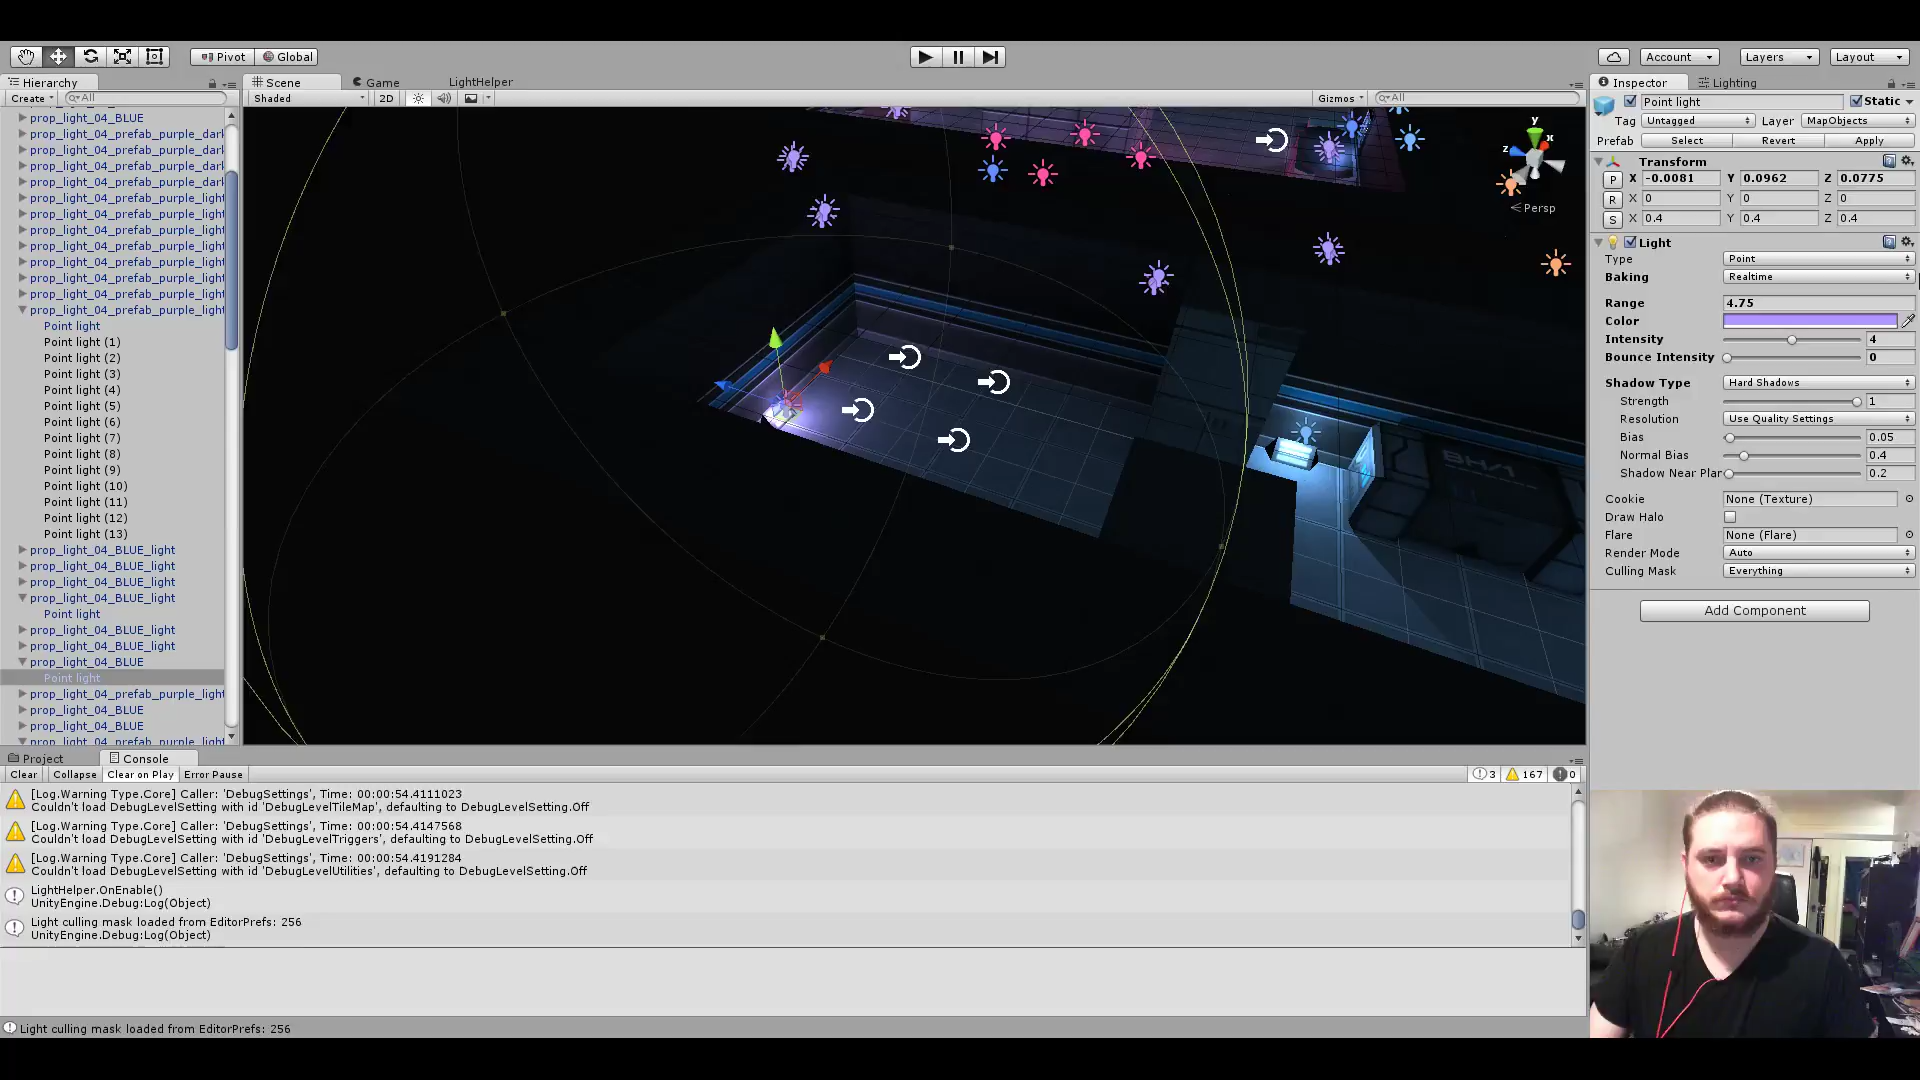 Pivot Global Account Layers Layout
Hierarchy
Create All
prop_light_04_BLUE
prop_light_04_prefab_purple_dark
prop_light_04_prefab_purple_dark
prop_light_04_prefab_purple_dark
prop_light_04_prefab_purple_dark
prop_light_04_prefab_purple_light
prop_light_04_prefab_purple_light
prop_light_04_prefab_purple_light
prop_light_04_prefab_purple_light
prop_light_04_prefab_purple_light
prop_light_04_prefab_purple_light
prop_light_04_prefab_purple_light
prop_light_04_prefab_purple_light
Point light
Point light (1)
Point light (2)
Point light (3)
Point light (4)
Point light (5)
Point light (6)
Point light (7)
Point light (8)
Point light (9)
Point light (10)
Point light (11)
Point light (12)
Point light (13)
prop_light_04_BLUE_light
prop_light_04_BLUE_light
prop_light_04_BLUE_light
prop_light_04_BLUE_light
Point light
prop_light_04_BLUE_light
prop_light_04_BLUE_light
prop_light_04_BLUE
Point light
prop_light_04_prefab_purple_light
prop_light_04_BLUE
prop_light_04_BLUE
prop_light_04_prefab_purple_light
Scene Game LightHelper
Shaded 2D Gizmos All
y
x
z
Persp
BH/1
Inspector Lighting
Point light Static
Tag Untagged Layer MapObjects
Prefab Select Revert Apply
Transform
P X -0.0081 Y 0.0962 Z 0.0775
R X 0 Y 0 Z 0
S X 0.4 Y 0.4 Z 0.4
Light
Type Point
Baking Realtime
Range 4.75
Color
Intensity 4
Bounce Intensity 0
Shadow Type Hard Shadows
Strength 1
Resolution Use Quality Settings
Bias 0.05
Normal Bias 0.4
Shadow Near Plar 0.2
Cookie None (Texture)
Draw Halo
Flare None (Flare)
Render Mode Auto
Culling Mask Everything
Add Component
Project Console
Clear Collapse Clear on Play Error Pause 3 167 0
[Log.Warning Type.Core] Caller: 'DebugSettings', Time: 00:00:54.4111023
Couldn't load DebugLevelSetting with id 'DebugLevelTileMap', defaulting to DebugLevelSetting.Off
[Log.Warning Type.Core] Caller: 'DebugSettings', Time: 00:00:54.4147568
Couldn't load DebugLevelSetting with id 'DebugLevelTriggers', defaulting to DebugLevelSetting.Off
[Log.Warning Type.Core] Caller: 'DebugSettings', Time: 00:00:54.4191284
Couldn't load DebugLevelSetting with id 'DebugLevelUtilities', defaulting to DebugLevelSetting.Off
LightHelper.OnEnable()
UnityEngine.Debug:Log(Object)
Light culling mask loaded from EditorPrefs: 256
UnityEngine.Debug:Log(Object)
Light culling mask loaded from EditorPrefs: 256